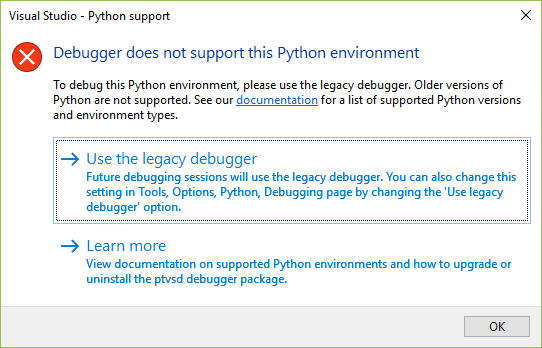 Visual Studio - Python support
Debugger does not support this Python environment
To debug this Python environment, please use the legacy debugger. Older versions of
Python are not supported. See our documentation for a list of supported Python versions
and environment types.
Use the legacy debugger
Future debugging sessions will use the legacy debugger. You can also change this
setting in Tools, Options, Python, Debugging page by changing the 'Use legacy
debugger' option.
Learn more
View documentation on supported Python environments and how to upgrade or
uninstall the ptvsd debugger package.
OK